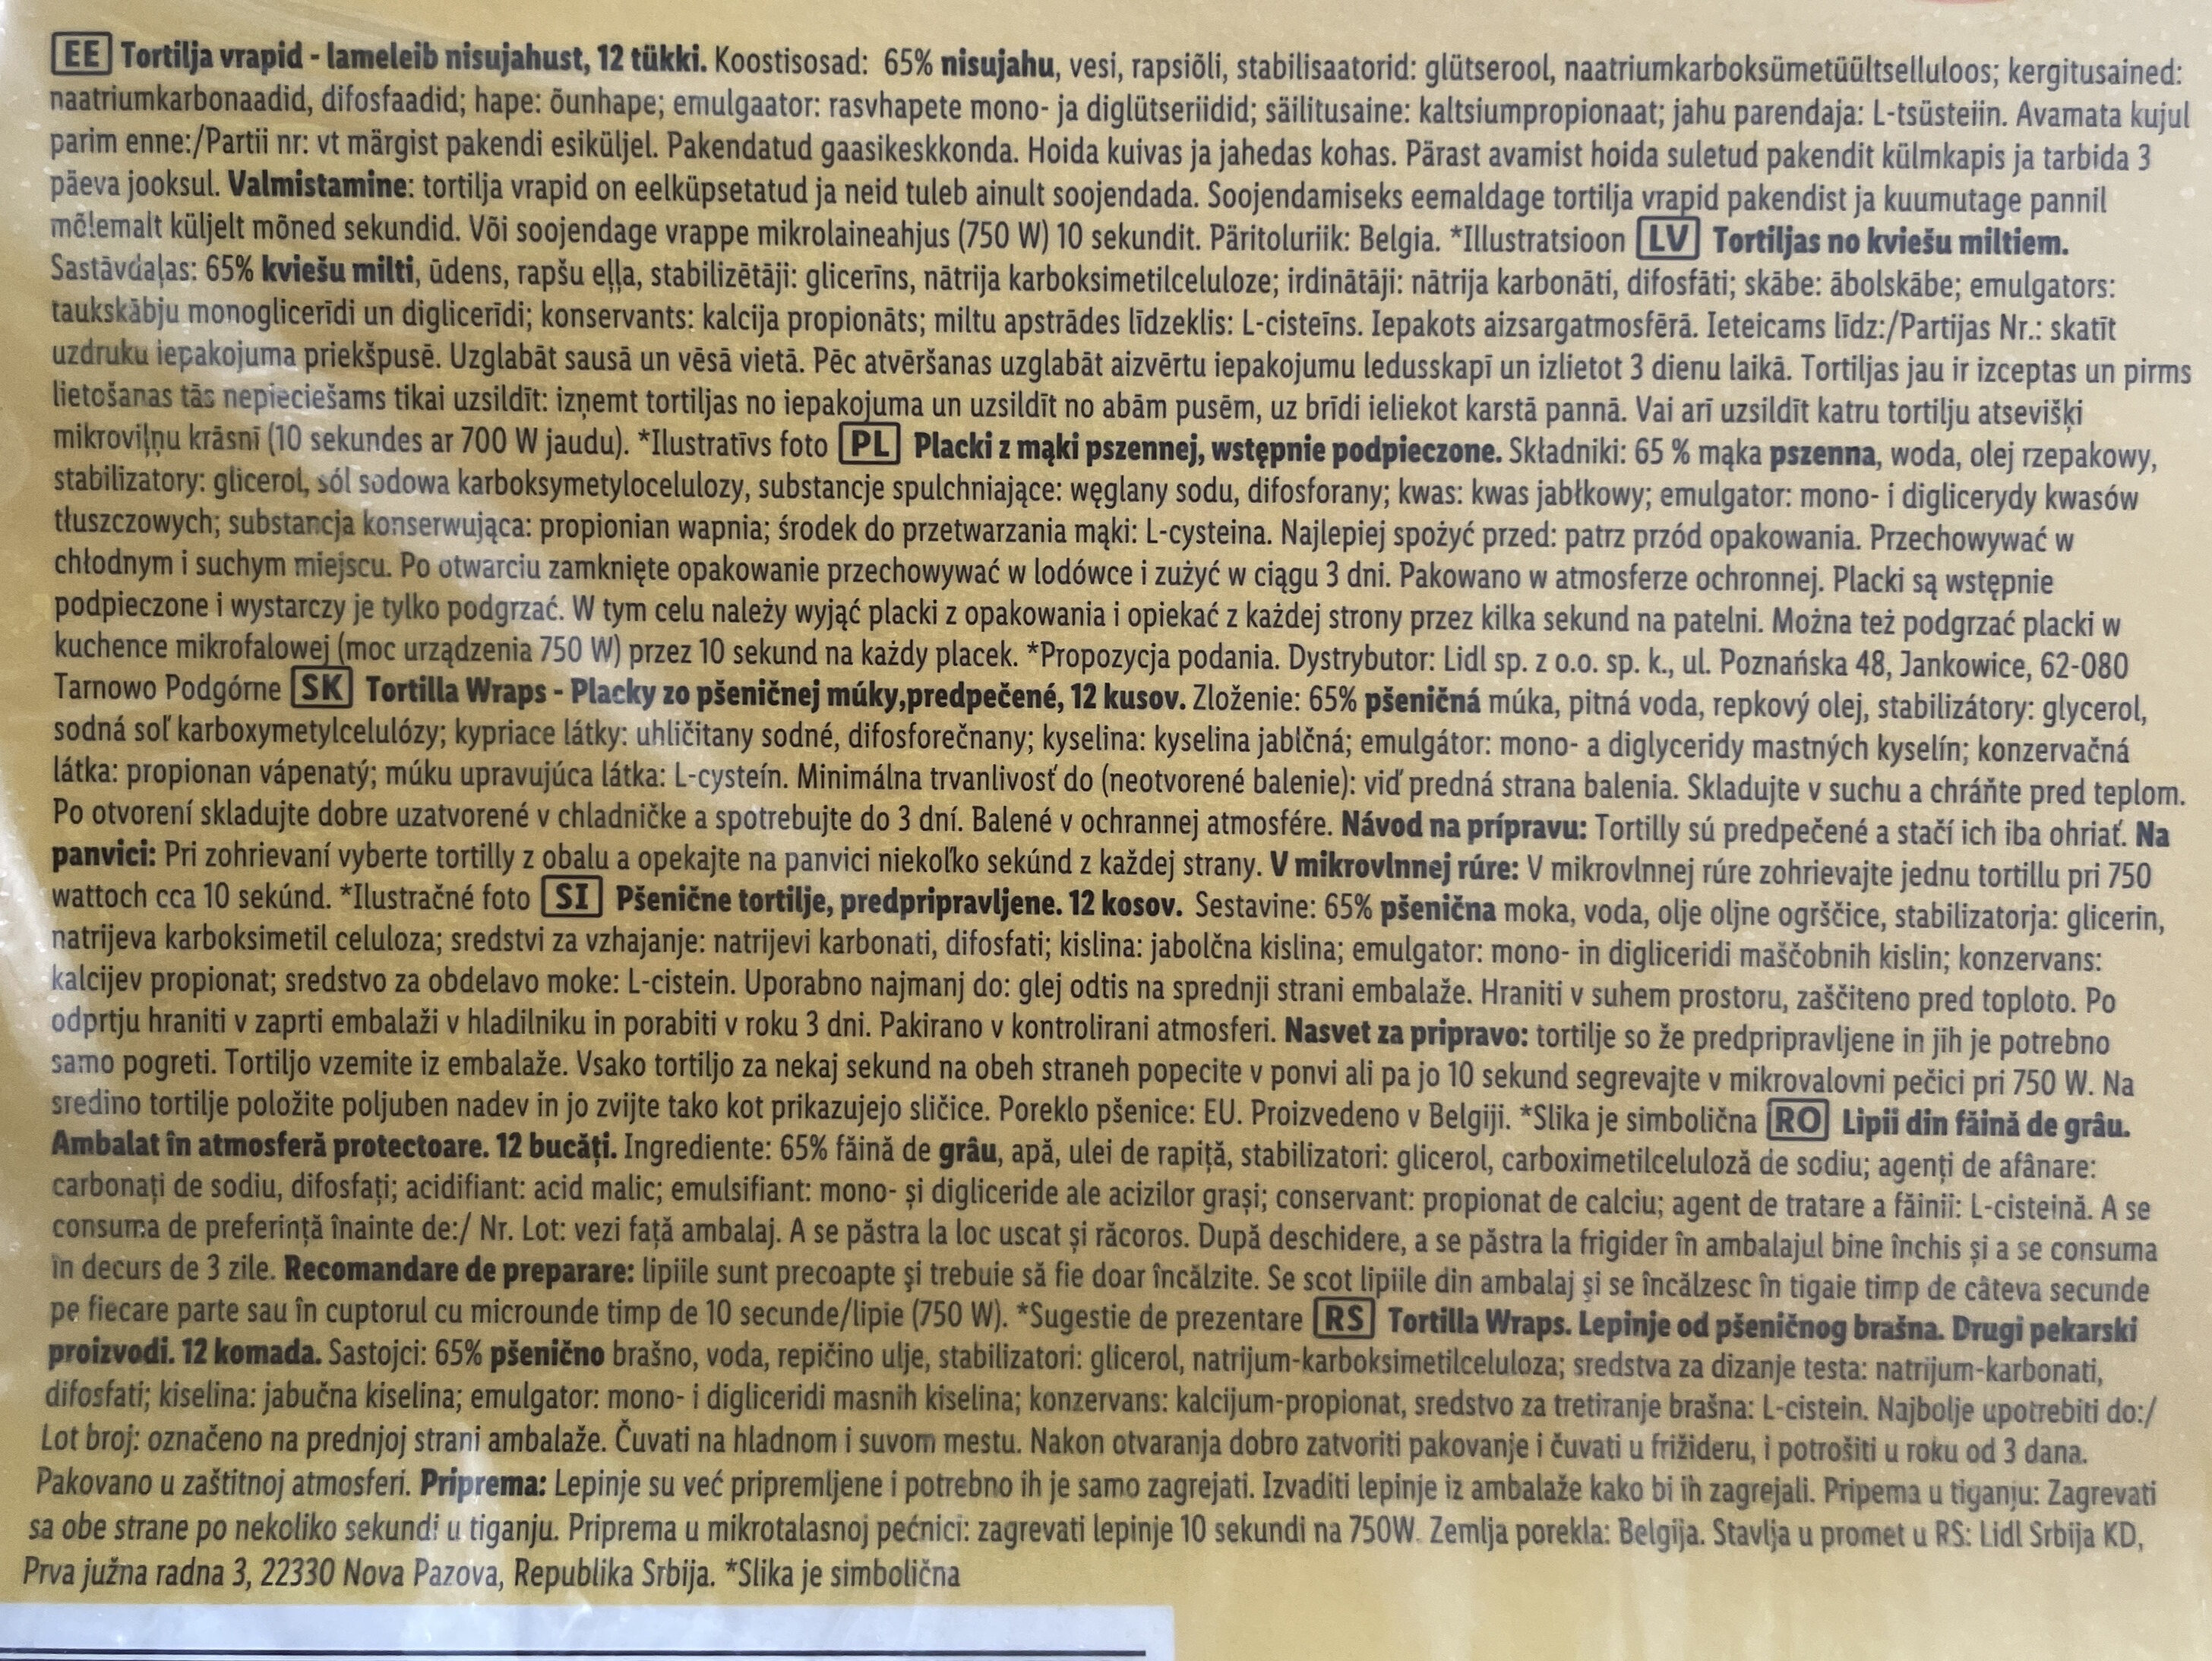 EE Tortilja vrapid - lameleib nisujahust, 12 tükki. Koostisosad: 65% nisujahu, vesi, rapsiõli, stabilisaatorid: glütserool, naatriumkarboksümetüültselluloos; kergitusained:
naatriumkarbonaadid, difosfaadid; hape: õunhape; emulgaator: rasvhapete mono- ja diglütseriidid; säilitusaine: kaltsiumpropionaat; jahu parendaja: L-tsüsteiin. Avamata kujul
parim enne:/Partii nr: vt märgist pakendi esiküljel. Pakendatud gaasikeskkonda. Hoida kuivas ja jahedas kohas. Pärast avamist hoida suletud pakendit külmkapis ja tarbida 3
päeva jooksul. Valmistamine: tortilja vrapid on eelküpsetatud ja neid tuleb ainult soojendada. Soojendamiseks eemaldage tortilja vrapid pakendist ja kuumutage pannil
mõlemalt küljelt mõned sekundid. Või soojendage vrappe mikrolaineahjus (750 W) 10 sekundit. Päritoluriik: Belgia. *Illustratsioon LV Tortiljas no kviešu miltiem.
Sastāvdaļas: 65% kviešu milti, ūdens, rapšu eļļa, stabilizētāji: glicerīns, nātrija karboksimetilceluloze; irdinātāji: nātrija karbonāti, difosfāti; skābe: ābolskābe; emulgators:
taukskābju monoglicerīdi un diglicerīdi; konservants: kalcija propionāts; miltu apstrādes līdzeklis: L-cisteīns. Iepakots aizsargatmosfērā. Ieteicams līdz:/Partijas Nr.: skatīt
uzdruku iepakojuma priekšpusē. Uzglabāt sausā un vēsā vietā. Pēc atvēršanas uzglabāt aizvērtu iepakojumu ledusskapī un izlietot 3 dienu laikā. Tortiljas jau ir izceptas un pirms
lietošanas tās nepieciešams tikai uzsildīt: izņemt tortiljas no iepakojuma un uzsildīt no abām pusēm, uz brīdi ieliekot karstā pannā. Vai arī uzsildīt katru tortilju atsevišķi
mikroviļņu krāsnī (10 sekundes ar 700 W jaudu). *Ilustratīvs foto PL Placki z mąki pszennej, wstępnie podpieczone. Składniki: 65 % mąka pszenna, woda, olej rzepakowy,
stabilizatory: glicerol, sól sodowa karboksymetylocelulozy, substancje spulchniające: węglany sodu, difosforany; kwas: kwas jabłkowy; emulgator: mono- i diglicerydy kwasów
tłuszczowych; substancja konserwująca: propionian wapnia; środek do przetwarzania mąki: L-cysteina. Najlepiej spożyć przed: patrz przód opakowania. Przechowywać w
chłodnym i suchym miejscu. Po otwarciu zamknięte opakowanie przechowywać w lodówce i zużyć w ciągu 3 dni. Pakowano w atmosferze ochronnej. Placki są wstępnie
podpieczone i wystarczy je tylko podgrzać. W tym celu należy wyjąć placki z opakowania i opiekać z każdej strony przez kilka sekund na patelni. Można też podgrzać placki w
kuchence mikrofalowej (moc urządzenia 750 W) przez 10 sekund na każdy placek. *Propozycja podania. Dystrybutor: Lidl sp. z o.o. sp. k., ul. Poznańska 48, Jankowice, 62-080
Tarnowo Podgórne SK Tortilla Wraps - Placky zo pšeničnej múky,predpečené, 12 kusov. Zloženie: 65% pšeničná múka, pitná voda, repkový olej, stabilizátory: glycerol,
sodná soľ karboxymetylcelulózy; kypriace látky: uhličitany sodné, difosforečnany; kyselina: kyselina jablčná; emulgátor: mono- a diglyceridy mastných kyselín; konzervačná
látka: propionan vápenatý; múku upravujúca látka: L-cysteín. Minimálna trvanlivosť do (neotvorené balenie): viď predná strana balenia. Skladujte v suchu a chráňte pred teplom.
Po otvorení skladujte dobre uzatvorené v chladničke a spotrebujte do 3 dní. Balené v ochrannej atmosfére. Návod na prípravu: Tortilly sú predpečené a stačí ich iba ohriať. Na
panvici: Pri zohrievaní vyberte tortilly z obalu a opekajte na panvici niekoľko sekúnd z každej strany. V mikrovlnnej rúre: V mikrovlnnej rúre zohrievajte jednu tortillu pri 750
wattoch cca 10 sekúnd. *Ilustračné foto SI Pšenične tortilje, predpripravljene. 12 kosov. Sestavine: 65% pšenična moka, voda, olje oljne ogrščice, stabilizatorja: glicerin,
natrijeva karboksimetil celuloza; sredstvi za vzhajanje: natrijevi karbonati, difosfati; kislina: jabolčna kislina; emulgator: mono- in digliceridi maščobnih kislin; konzervans:
kalcijev propionat; sredstvo za obdelavo moke: L-cistein. Uporabno najmanj do: glej odtis na sprednji strani embalaže. Hraniti v suhem prostoru, zaščiteno pred toploto. Po
odprtju hraniti v zaprti embalaži v hladilniku in porabiti v roku 3 dni. Pakirano v kontrolirani atmosferi. Nasvet za pripravo: tortilje so že predpripravljene in jih je potrebno
samo pogreti. Tortiljo vzemite iz embalaže. Vsako tortiljo za nekaj sekund na obeh straneh popecite v ponvi ali pa jo 10 sekund segrevajte v mikrovalovni pečici pri 750 W. Na
sredino tortilje položite poljuben nadev in jo zvijte tako kot prikazujejo sličice. Poreklo pšenice: EU. Proizvedeno v Belgiji. *Slika je simbolična RO Lipii din făină de grâu.
Ambalat în atmosferă protectoare. 12 bucăți. Ingrediente: 65% făină de grâu, apă, ulei de rapiță, stabilizatori: glicerol, carboximetilceluloză de sodiu; agenți de afânare:
carbonați de sodiu, difosfați; acidifiant: acid malic; emulsifiant: mono- și digliceride ale acizilor grași; conservant: propionat de calciu; agent de tratare a făinii: L-cisteină. A se
consuma de preferință înainte de:/ Nr. Lot: vezi față ambalaj. A se păstra la loc uscat și răcoros. După deschidere, a se păstra la frigider în ambalajul bine închis și a se consuma
în decurs de 3 zile. Recomandare de preparare: lipiile sunt precoapte şi trebuie să fie doar încălzite. Se scot lipiile din ambalaj şi se încălzesc în tigaie timp de câteva secunde
pe fiecare parte sau în cuptorul cu microunde timp de 10 secunde/lipie (750 W). *Sugestie de prezentare RS Tortilla Wraps. Lepinje od pšeničnog brašna. Drugi pekarski
proizvodi. 12 komada. Sastojci: 65% pšenično brašno, voda, repičino ulje, stabilizatori: glicerol, natrijum-karboksimetilceluloza; sredstva za dizanje testa: natrijum-karbonati,
difosfati; kiselina: jabučna kiselina; emulgator: mono- i digliceridi masnih kiselina; konzervans: kalcijum-propionat, sredstvo za tretiranje brašna: L-cistein. Najbolje upotrebiti do:/
Lot broj: označeno na prednjoj strani ambalaže. Čuvati na hladnom i suvom mestu. Nakon otvaranja dobro zatvoriti pakovanje i čuvati u frižideru, i potrošiti u roku od 3 dana.
Pakovano u zaštitnoj atmosferi. Priprema: Lepinje su već pripremljene i potrebno ih je samo zagrejati. Izvaditi lepinje iz ambalaže kako bi ih zagrejali. Pripema u tiganju: Zagrevati
sa obe strane po nekoliko sekundi u tiganju. Priprema u mikrotalasnoj pećnici: zagrevati lepinje 10 sekundi na 750W. Zemlja porekla: Belgija. Stavlja u promet u RS: Lidl Srbija KD,
Prva južna radna 3, 22330 Nova Pazova, Republika Srbija. *Slika je simbolična